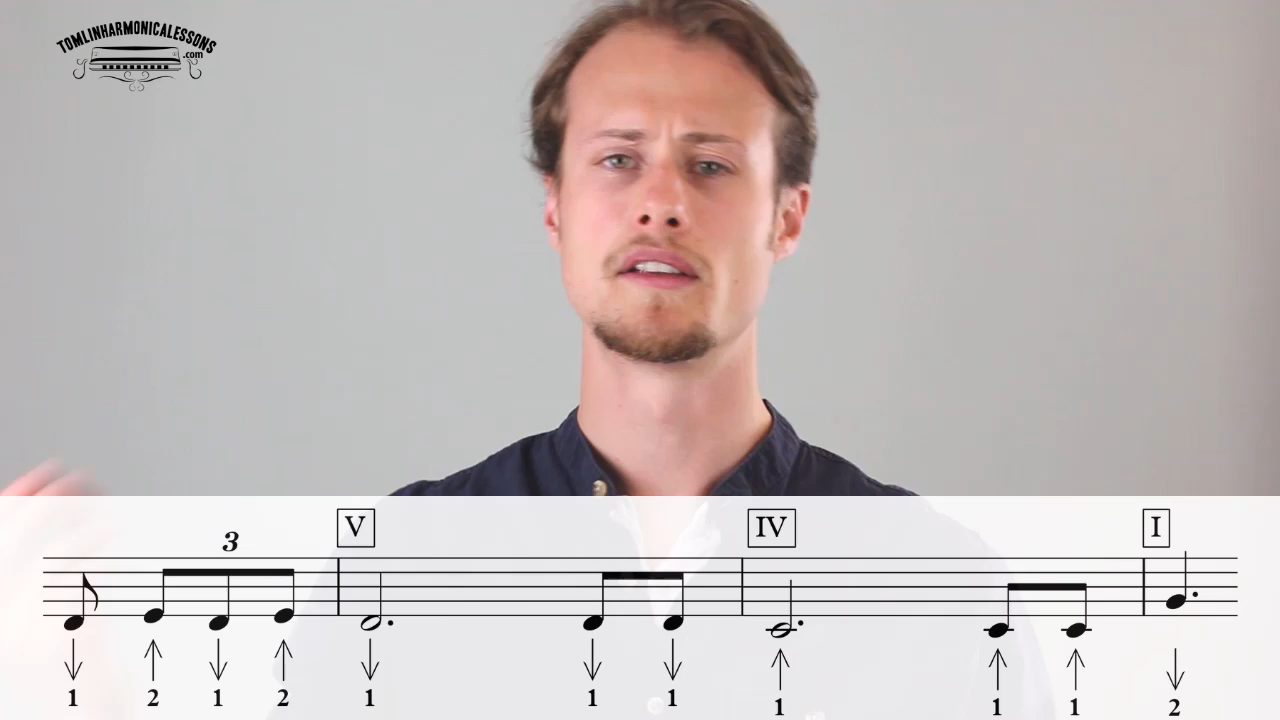 TOMLINHARMONICALESSONS
.com
3
V
IV
I
1 2 1 2 1 1 1 1 1 1 2